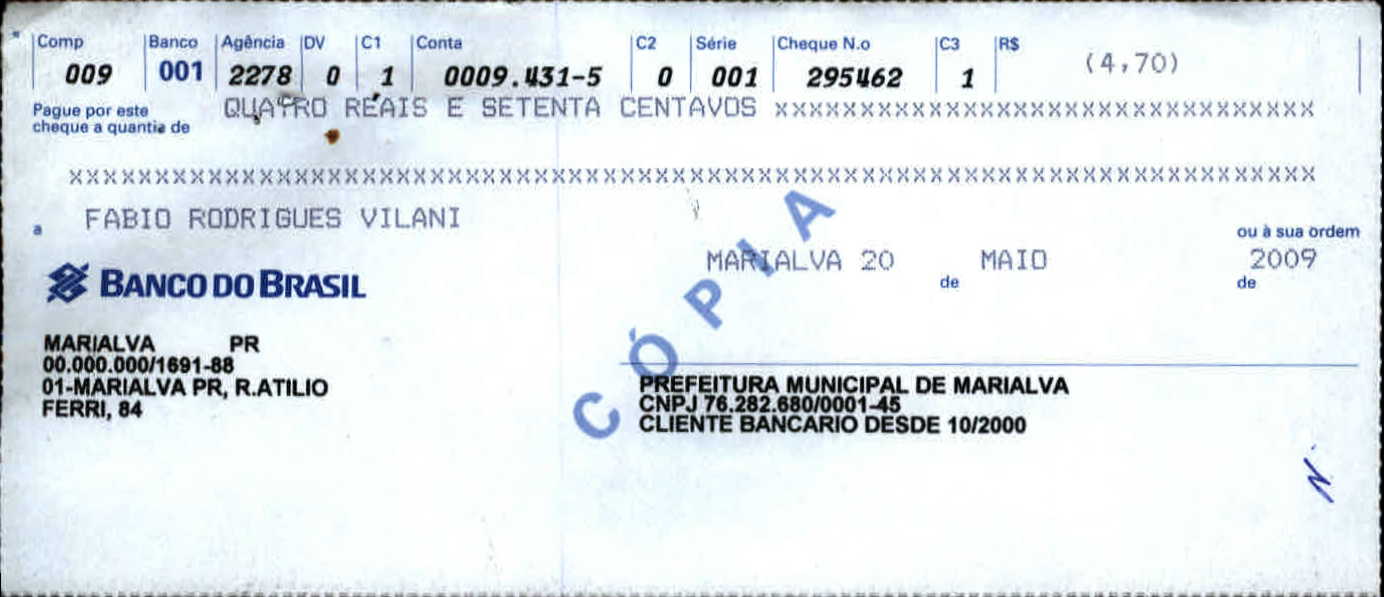 Comp Banco Agência DV C1 Conta C2 Série Cheque N.o C3 R$
009 001 2278 0 1 0009.431-5 0 001 295462 1 (4,70)
Pague por este
cheque a quantia de QUATRO REAIS E SETENTA CENTAVOS xxxxxxxxxxxxxxxxxxxxxxxxxxxxxxxx
xxxxxxxxxxxxxxxxxxxxxxxxxxxxxxxxxxxxxxxxxxxxxxxxxxxxxxxxxxxxxxxxxxxxxxxxxx
a FABIO RODRIGUES VILANI
ou à sua ordem
MARIALVA 20 de MAIO de 2009
BANCO DO BRASIL
CÓPIA
MARIALVA PR
00.000.000/1691-88
01-MARIALVA PR, R.ATILIO
FERRI, 84
PREFEITURA MUNICIPAL DE MARIALVA
CNPJ 76.282.680/0001-45
CLIENTE BANCARIO DESDE 10/2000
N.